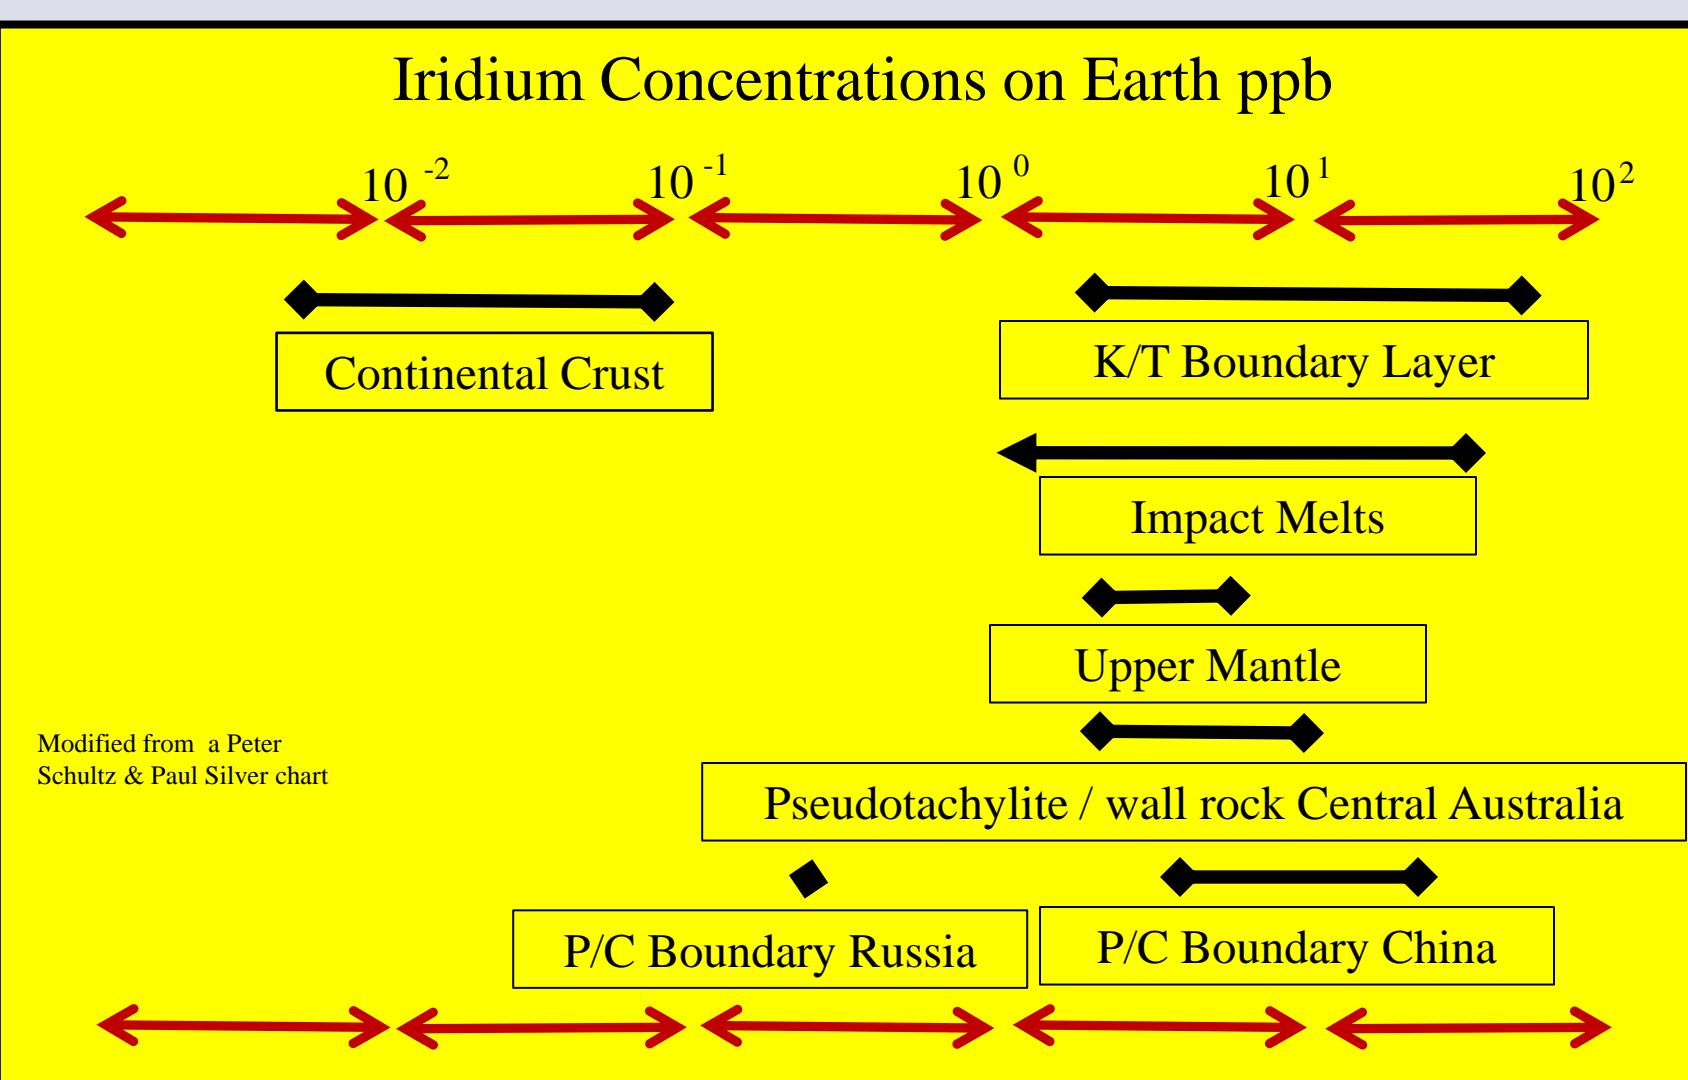 Iridium Concentrations on Earth ppb
10 -2 10 -1 10 0 10 1 10 2
Continental Crust
K/T Boundary Layer
Impact Melts
Upper Mantle
Modified from a Peter
Schultz & Paul Silver chart
Pseudotachylite / wall rock Central Australia
P/C Boundary Russia
P/C Boundary China